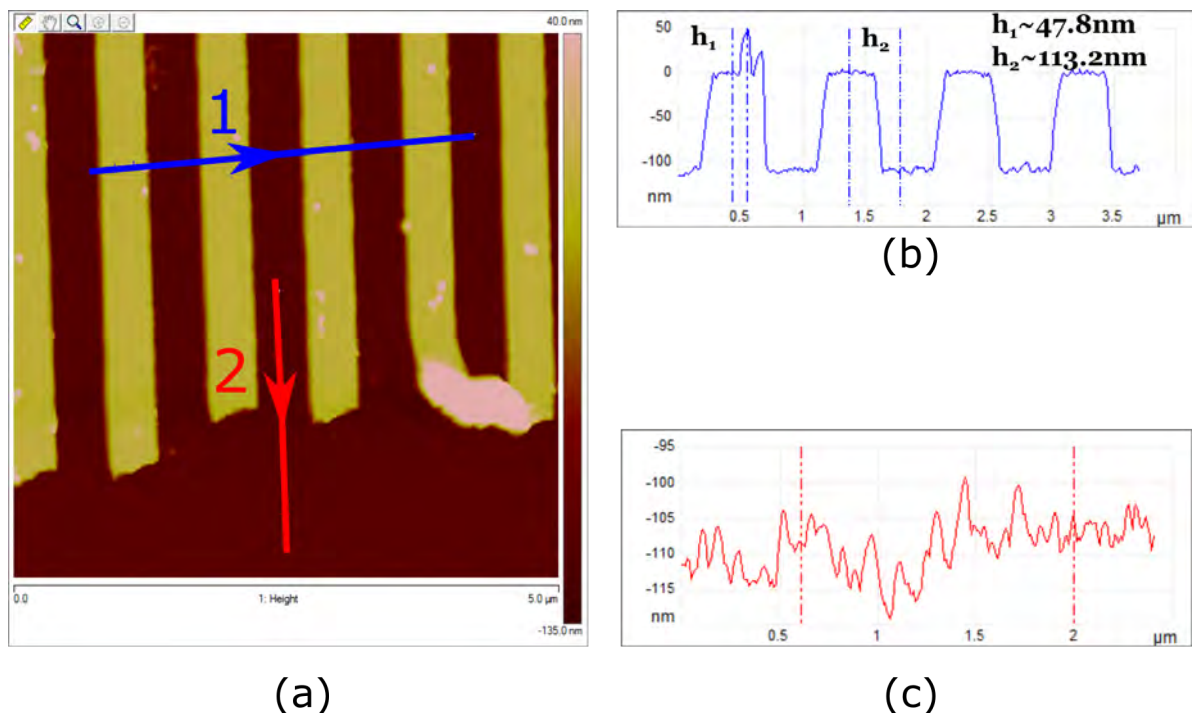 40.0 nm
1
2
0.0
1: Height
5.0 µm
-135.0 nm
(a)
h₁
h₂
h₁~47.8nm
h₂~113.2nm
50
0
-50
-100
nm
0.5 1 1.5 2 2.5 3 3.5 µm
(b)
-95
-100
-105
-110
-115
nm
0.5 1 1.5 2 µm
(c)